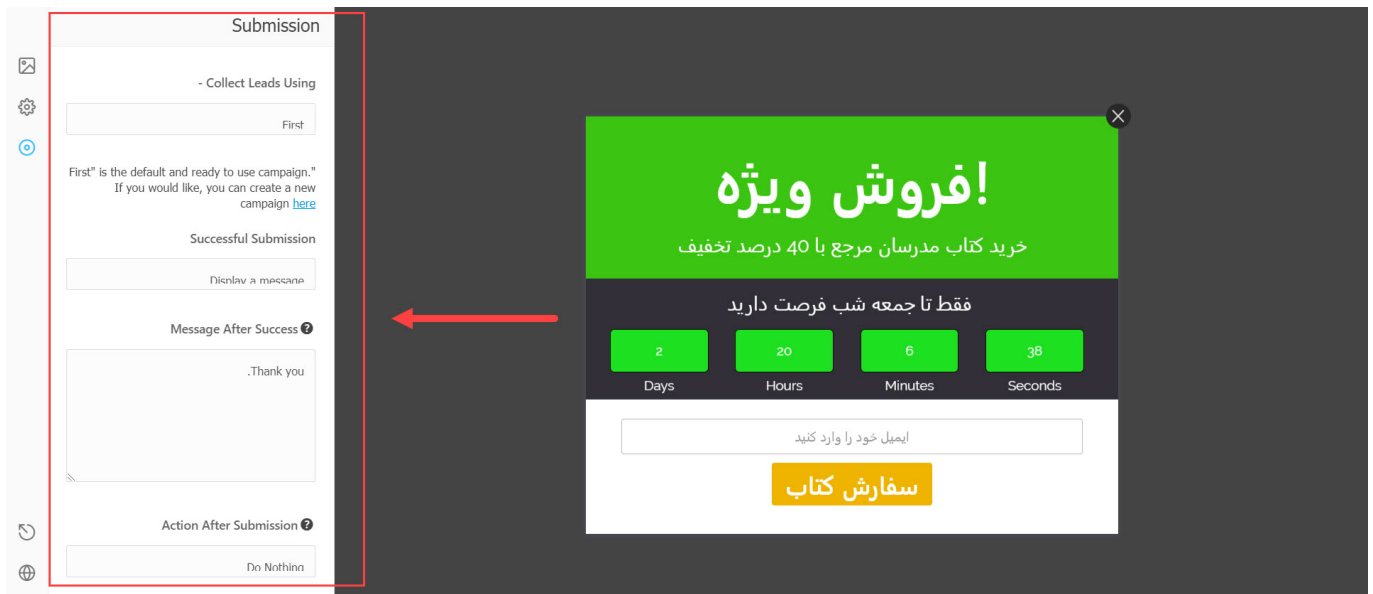 Submission
- Collect Leads Using
First
First" is the default and ready to use campaign."
If you would like, you can create a new
campaign here
Successful Submission
Display a message
Message After Success
.Thank you
Action After Submission
Do Nothing
!فروش ویژه
خرید کتاب مدرسان مرجع با 40 درصد تخفیف
فقط تا جمعه شب فرصت دارید
2 20 6 38
Days Hours Minutes Seconds
ایمیل خود را وارد کنید
سفارش کتاب